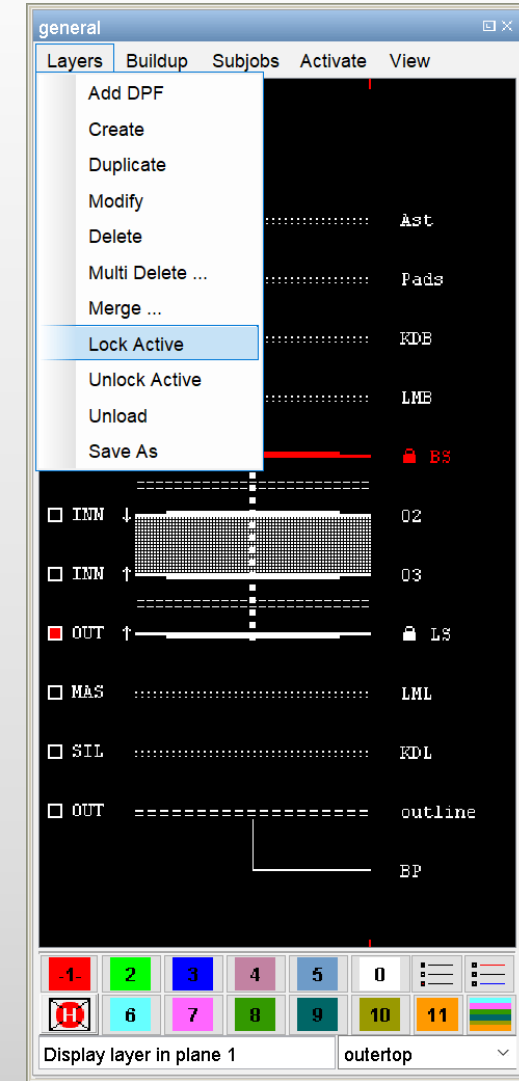 general
Layers Buildup Subjobs Activate View
Add DPF
Create
Duplicate
Modify
Delete
Multi Delete ...
Merge ...
Lock Active
Unlock Active
Unload
Save As
Ast
Pads
KDB
LMB
BS
INN O2
INN O3
OUT LS
MAS LML
SIL KDL
OUT outline
BP
-1- 2 3 4 5 0
H 6 7 8 9 10 11
Display layer in plane 1 outertop